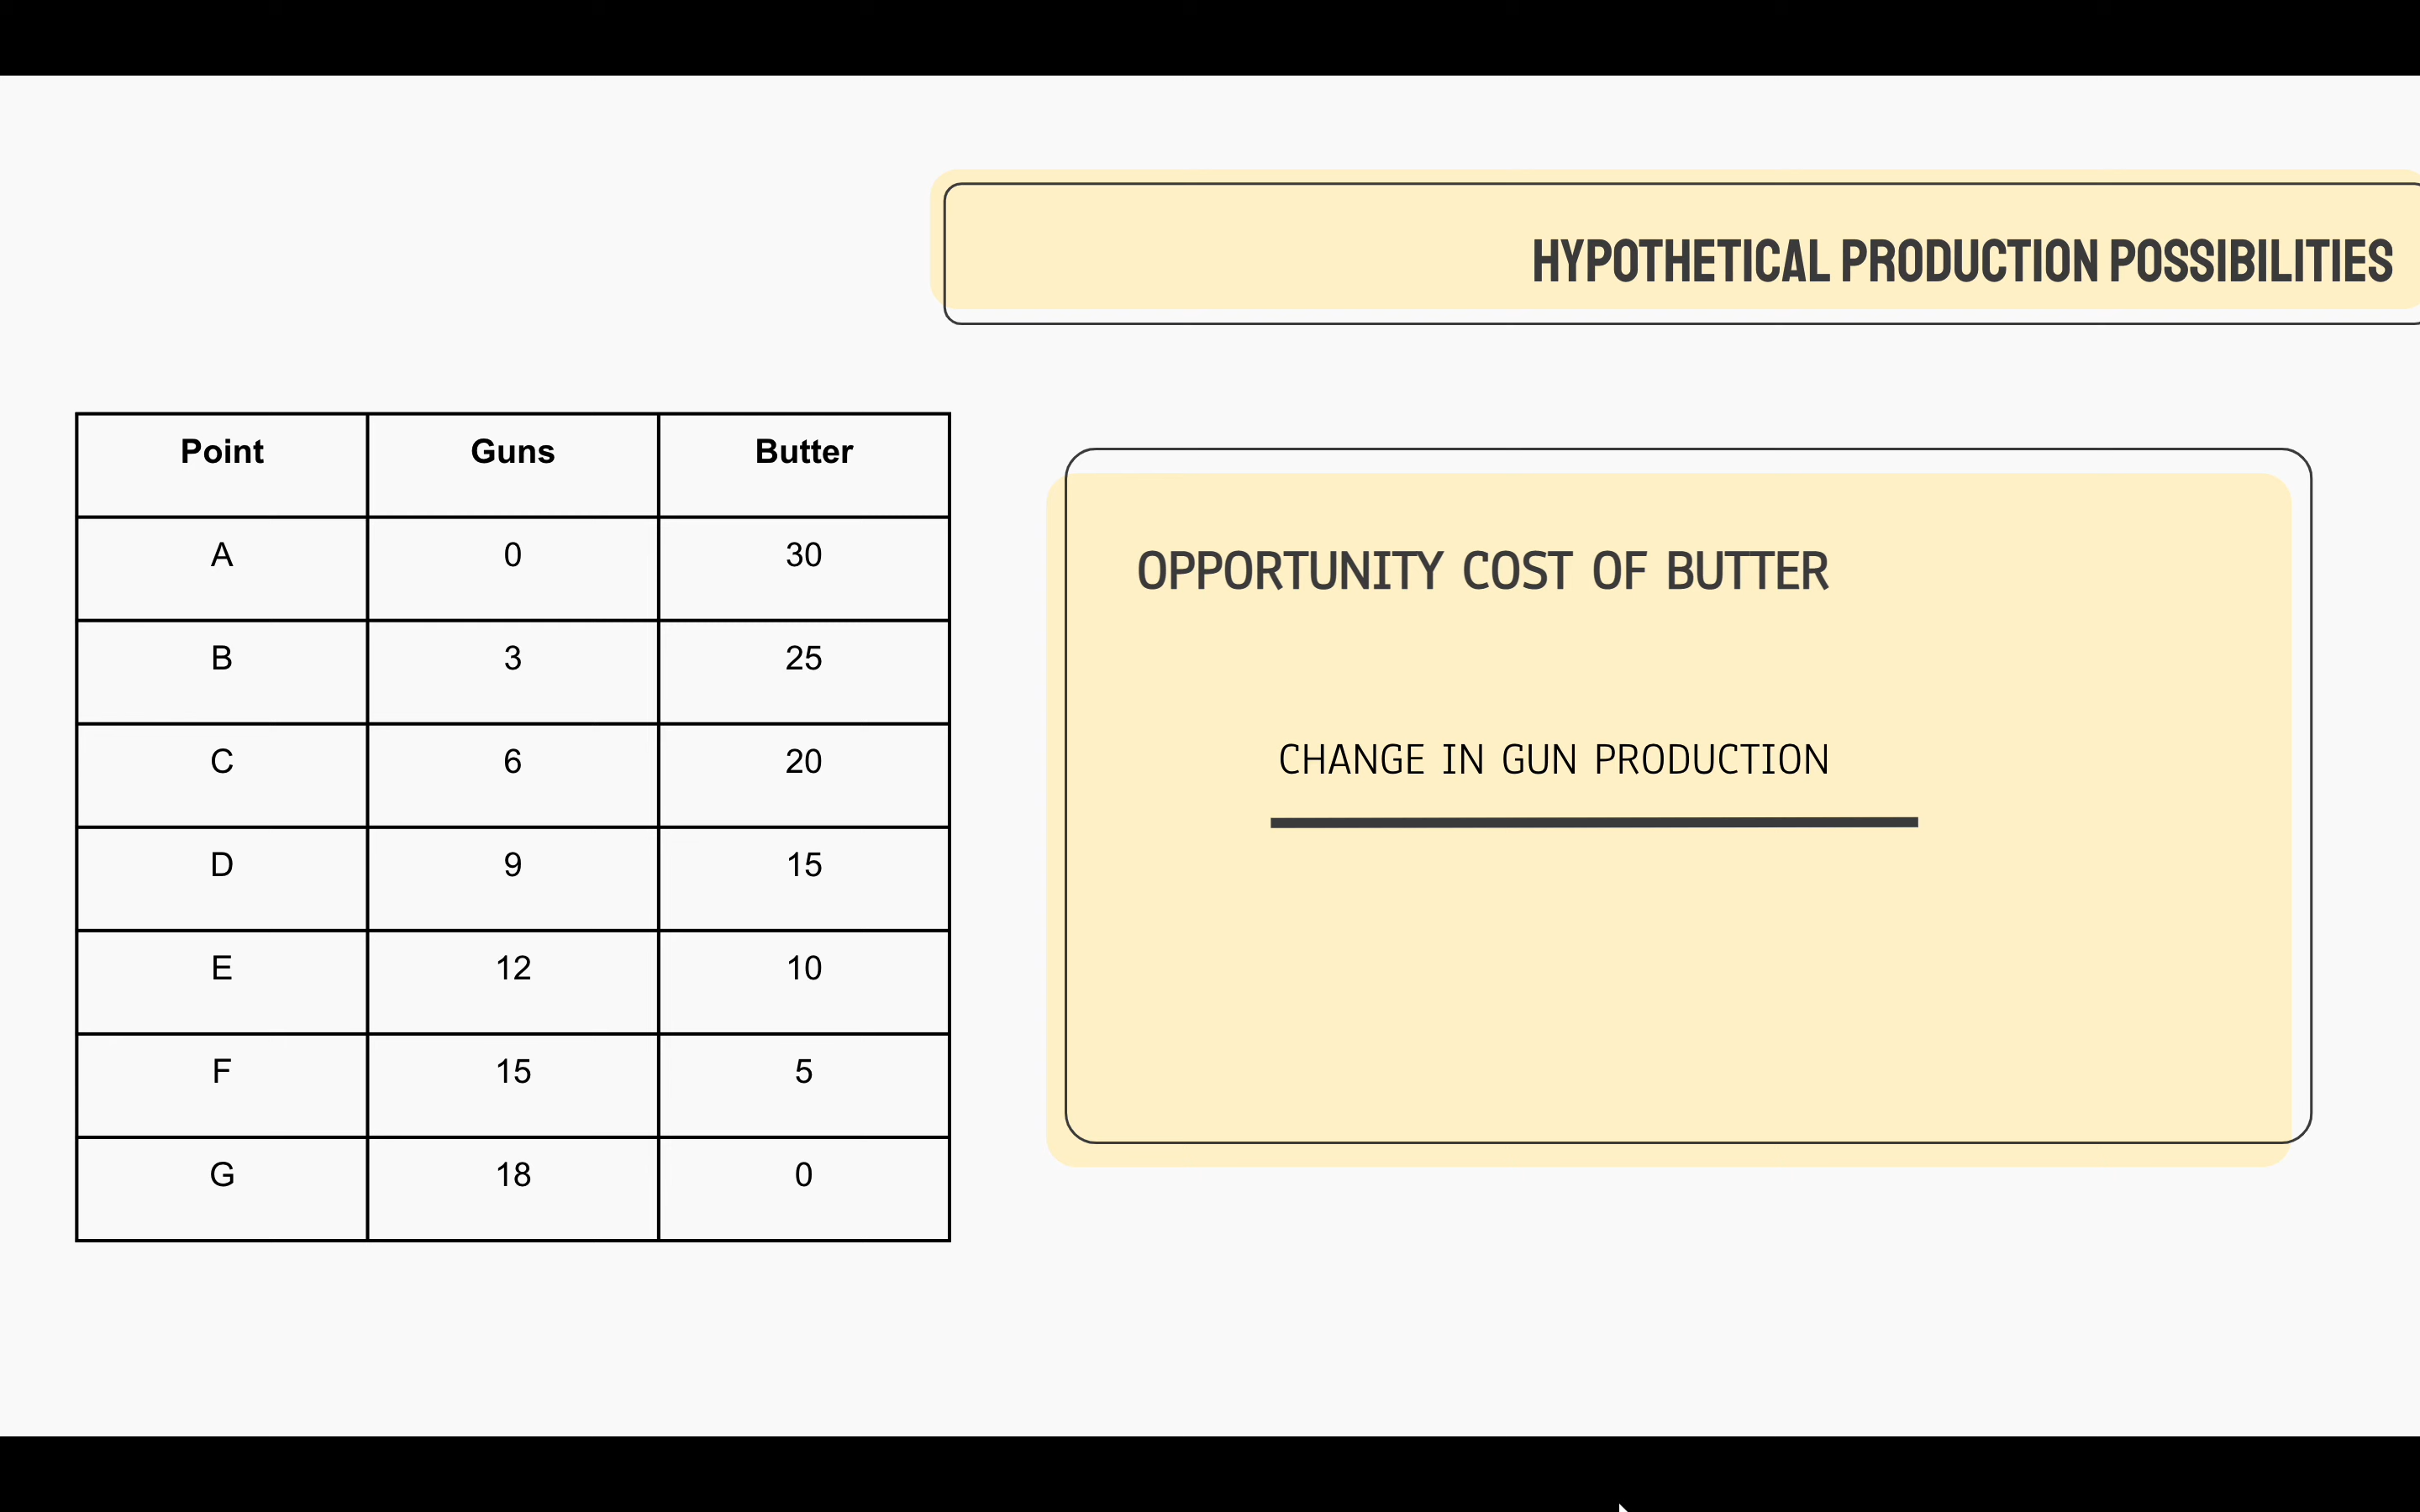 HYPOTHETICAL PRODUCTION POSSIBILITIES
Point Guns Butter
A 0 30
B 3 25
C 6 20
D 9 15
E 12 10
F 15 5
G 18 0
OPPORTUNITY COST OF BUTTER
CHANGE IN GUN PRODUCTION